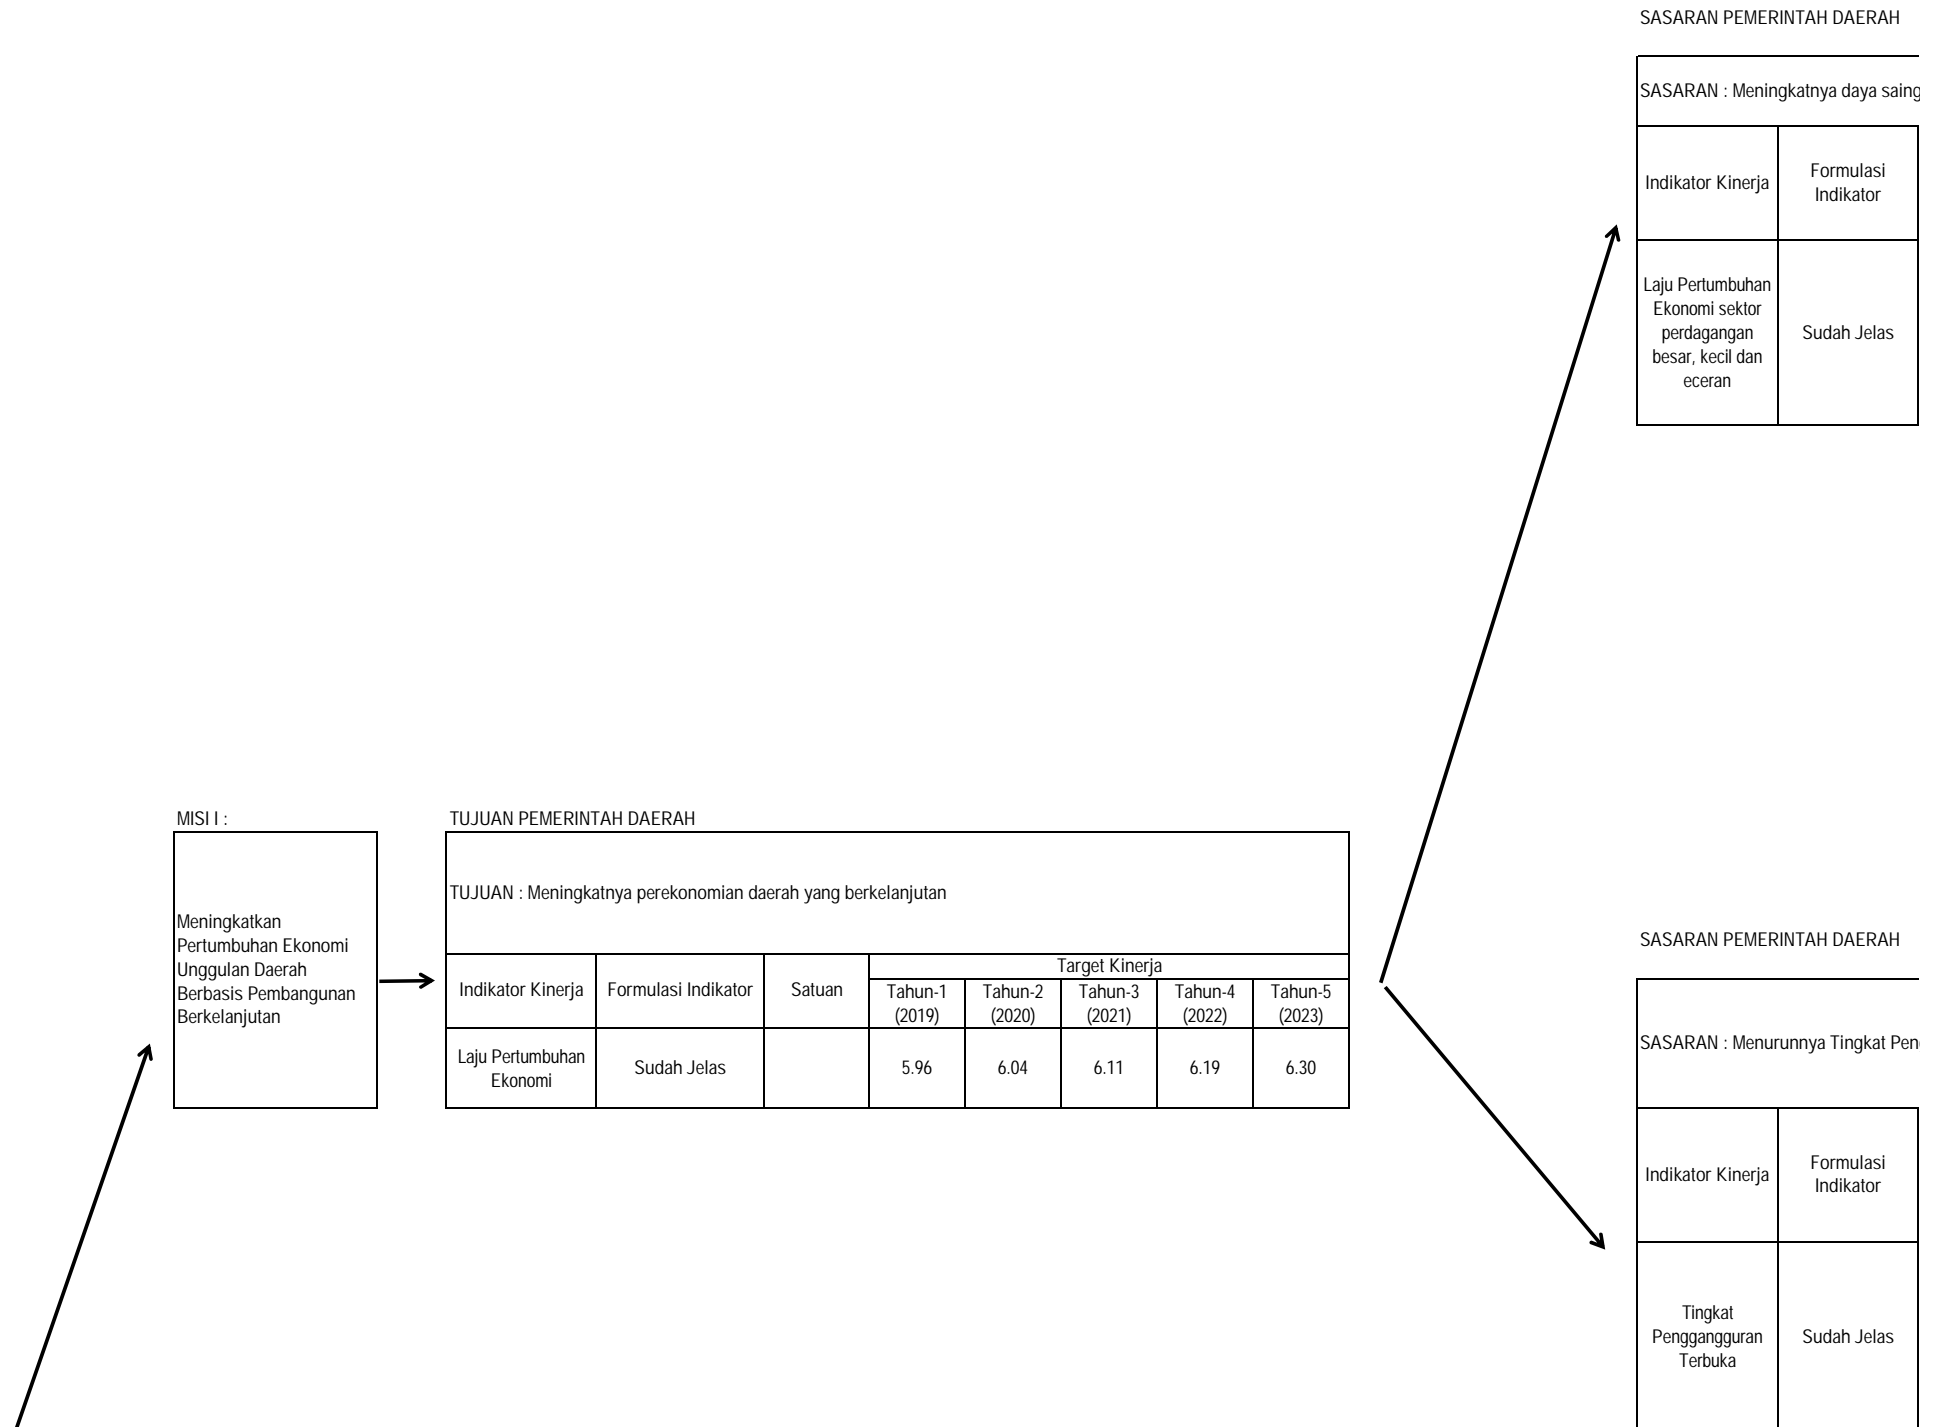 SASARAN PEMERINTAH DAERAH
SASARAN : Meningkatnya daya saing
Indikator Kinerja
Formulasi
Indikator
Laju Pertumbuhan
Ekonomi sektor
perdagangan
besar, kecil dan
eceran
Sudah Jelas
MISI I :
Meningkatkan
Pertumbuhan Ekonomi
Unggulan Daerah
Berbasis Pembangunan
Berkelanjutan
TUJUAN PEMERINTAH DAERAH
TUJUAN : Meningkatnya perekonomian daerah yang berkelanjutan
Indikator Kinerja
Formulasi Indikator
Satuan
Target Kinerja
Tahun-1
(2019)
Tahun-2
(2020)
Tahun-3
(2021)
Tahun-4
(2022)
Tahun-5
(2023)
Laju Pertumbuhan
Ekonomi
Sudah Jelas
5.96
6.04
6.11
6.19
6.30
SASARAN PEMERINTAH DAERAH
SASARAN : Menurunnya Tingkat Pen
Indikator Kinerja
Formulasi
Indikator
Tingkat
Penggangguran
Terbuka
Sudah Jelas